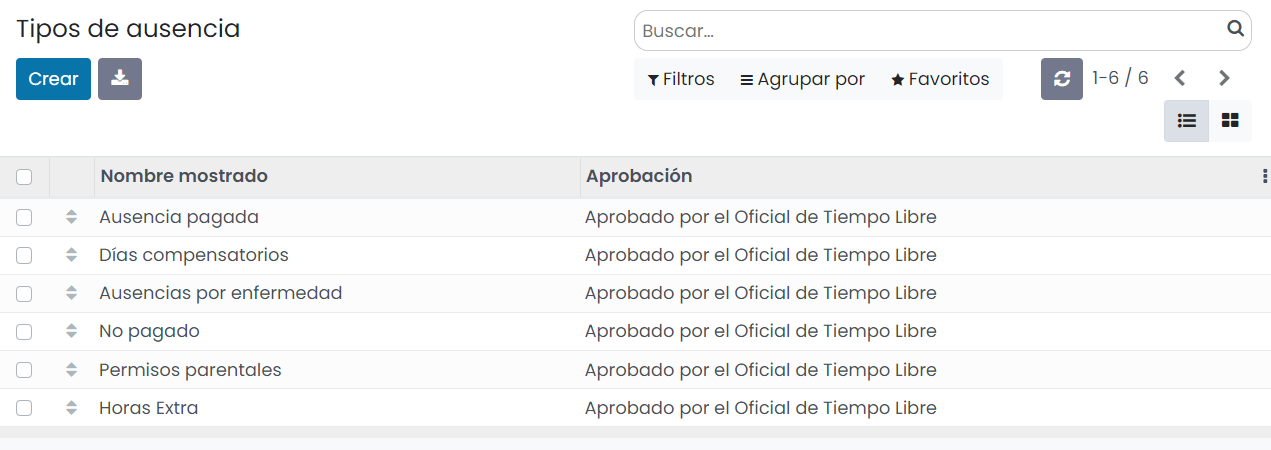 Tipos de ausencia
Buscar...
Crear
Filtros Agrupar por Favoritos 1-6 / 6
Nombre mostrado Aprobación
Ausencia pagada Aprobado por el Oficial de Tiempo Libre
Días compensatorios Aprobado por el Oficial de Tiempo Libre
Ausencias por enfermedad Aprobado por el Oficial de Tiempo Libre
No pagado Aprobado por el Oficial de Tiempo Libre
Permisos parentales Aprobado por el Oficial de Tiempo Libre
Horas Extra Aprobado por el Oficial de Tiempo Libre